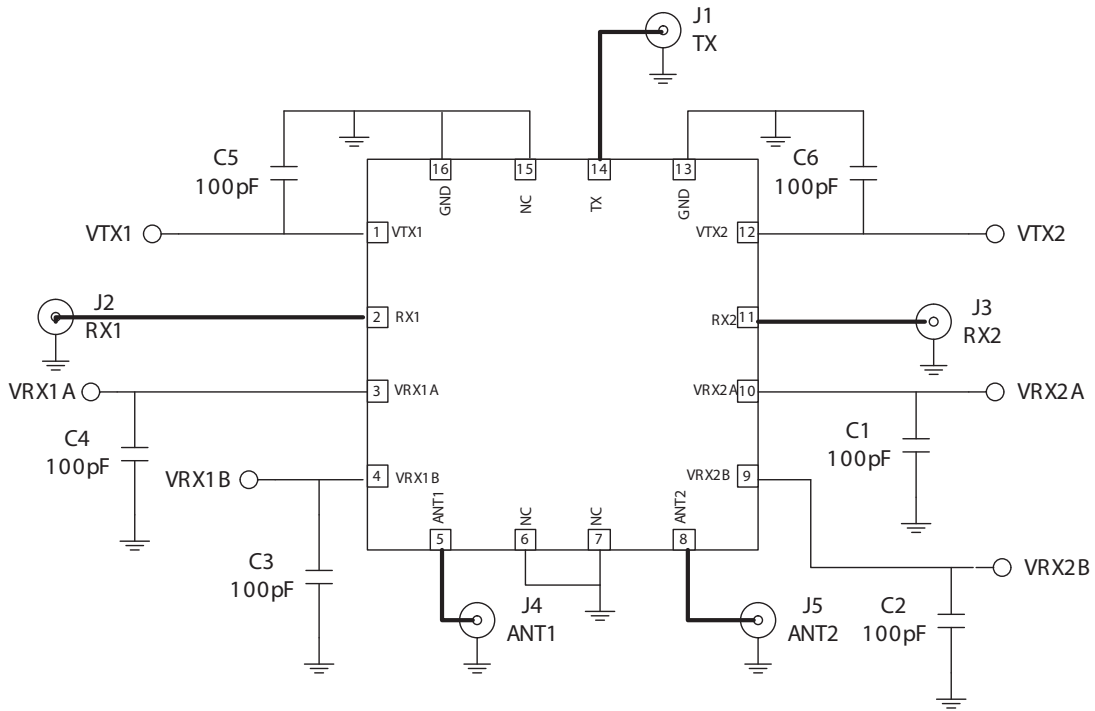 J1
TX
C5
100pF
C6
100pF
16
15
14
13
GND
NC
TX
GND
VTX1
1
VTX1
VTX2
12
VTX2
J2
RX1
2
RX1
RX2
11
J3
RX2
VRX1A
3
VRX1A
VRX2A
10
VRX2A
C4
100pF
C1
100pF
VRX1B
4
VRX1B
VRX2B
9
ANT1
NC
NC
ANT2
5
6
7
8
C3
100pF
VRX2B
J4
ANT1
J5
ANT2
C2
100pF